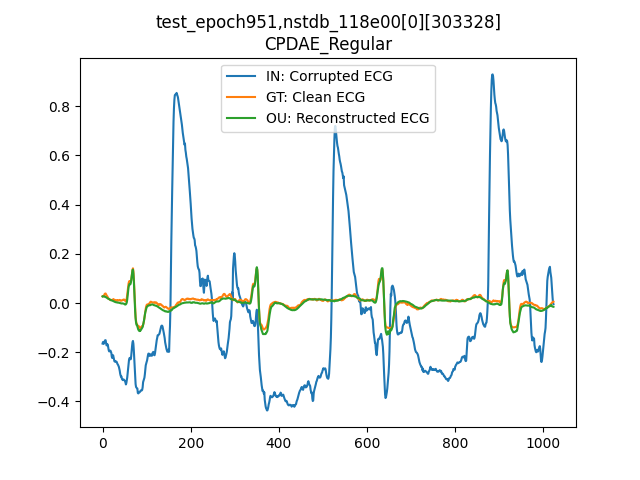 test_epoch951,nstdb_118e00[0][303328]
CPDAE_Regular
IN: Corrupted ECG
GT: Clean ECG
OU: Reconstructed ECG
0.8
0.6
0.4
0.2
0.0
−0.2
−0.4
0 200 400 600 800 1000